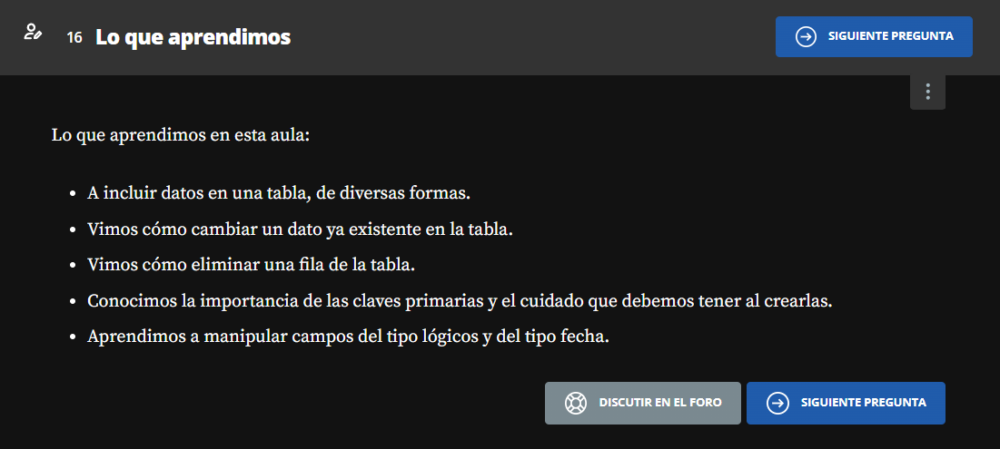 16 Lo que aprendimos
SIGUIENTE PREGUNTA
Lo que aprendimos en esta aula:
• A incluir datos en una tabla, de diversas formas.
• Vimos cómo cambiar un dato ya existente en la tabla.
• Vimos cómo eliminar una fila de la tabla.
• Conocimos la importancia de las claves primarias y el cuidado que debemos tener al crearlas.
• Aprendimos a manipular campos del tipo lógicos y del tipo fecha.
DISCUTIR EN EL FORO
SIGUIENTE PREGUNTA